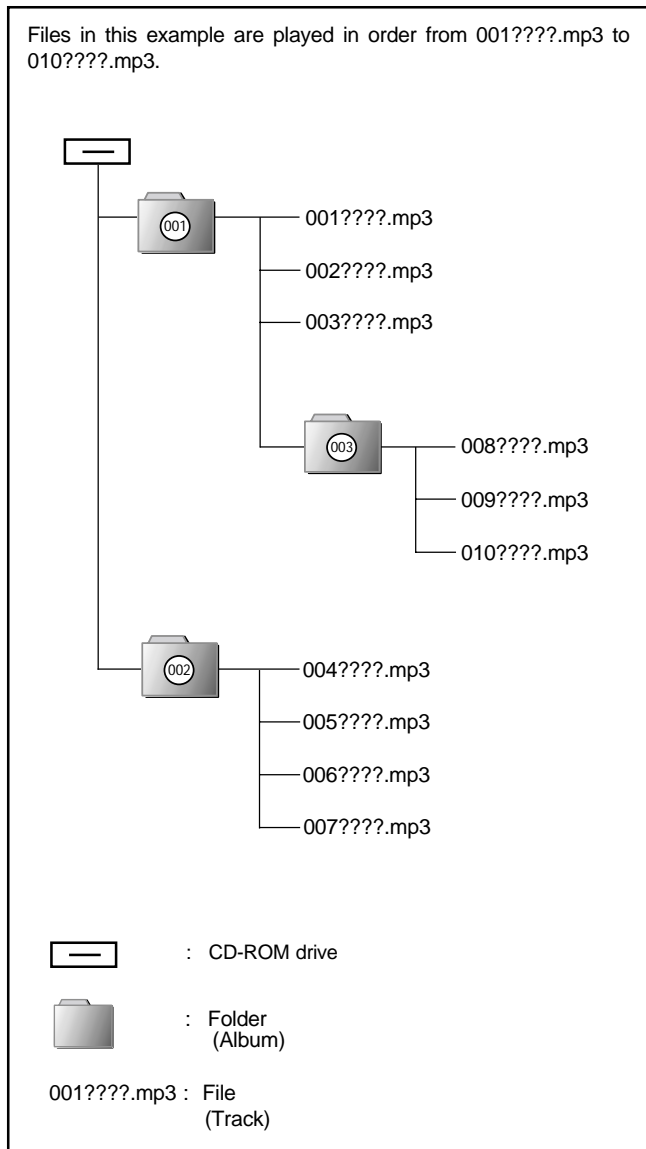 Files in this example are played in order from 001????.mp3 to
010????.mp3.
001
001????.mp3
002????.mp3
003????.mp3
003
008????.mp3
009????.mp3
010????.mp3
002
004????.mp3
005????.mp3
006????.mp3
007????.mp3
: CD-ROM drive
: Folder
(Album)
001????.mp3 : File
(Track)